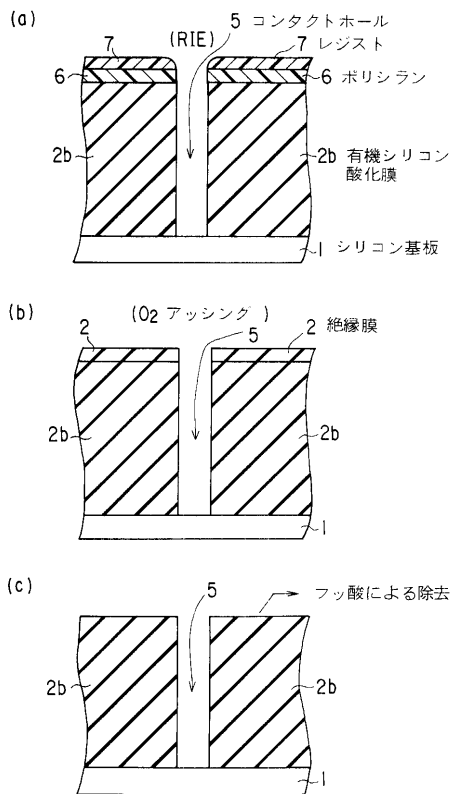 (a)
(RIE)
5 コンタクトホール
7
7 レジスト
6
6 ポリシラン
2b
2b 有機シリコン
酸化膜
1 シリコン基板
(b)
(O2 アッシング )
2
5
2 絶縁膜
2b
2b
1
(c)
5
フッ酸による除去
2b
2b
1